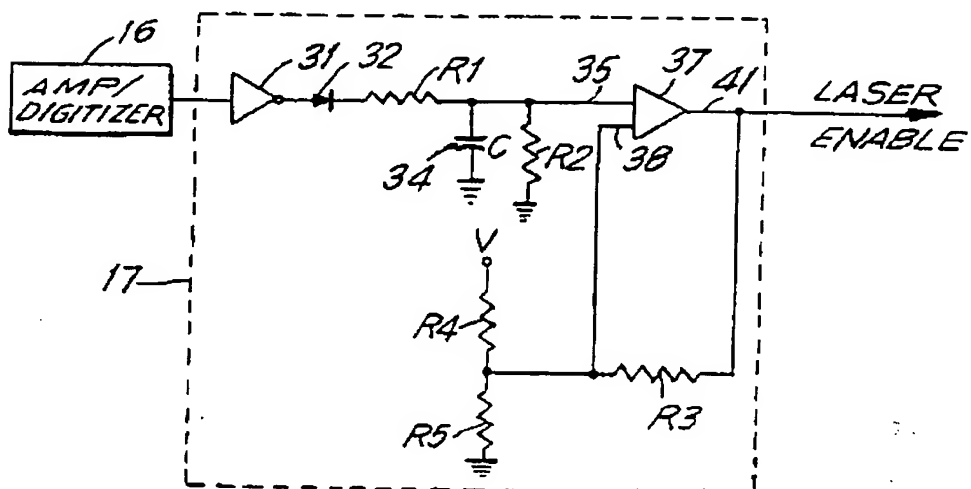 16
AMP/
DIGITIZER
31
32
R1
35
37
41
LASER
ENABLE
34
C
R2
38
V
17
R4
R3
R5